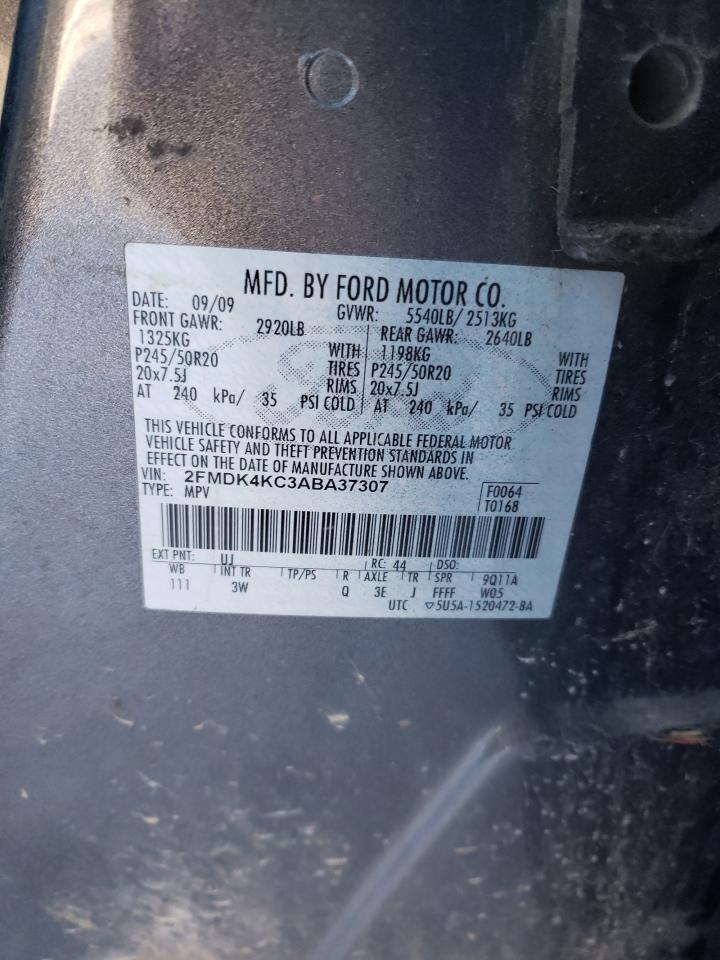 MFD. BY FORD MOTOR CO.
DATE: 09/09 GVWR: 5540LB/ 2513KG
FRONT GAWR: 2920LB REAR GAWR: 2640LB
1325KG WITH 1198KG WITH
P245/50R20 TIRES P245/50R20 TIRES
20x7.5J RIMS 20x7.5J RIMS
AT 240 kPa/ 35 PSI COLD AT 240 kPa/ 35 PSI COLD
THIS VEHICLE CONFORMS TO ALL APPLICABLE FEDERAL MOTOR
VEHICLE SAFETY AND THEFT PREVENTION STANDARDS IN
EFFECT ON THE DATE OF MANUFACTURE SHOWN ABOVE.
VIN: 2FMDK4KC3ABA37307
TYPE: MPV F0064
T0168
EXT PNT: UJ RC: 44 DSO:
WB INT TR TP/PS R AXLE TR SPR 9Q11A
111 3W Q 3E J FFFF W05
UTC ▽5U5A-1520472-BA